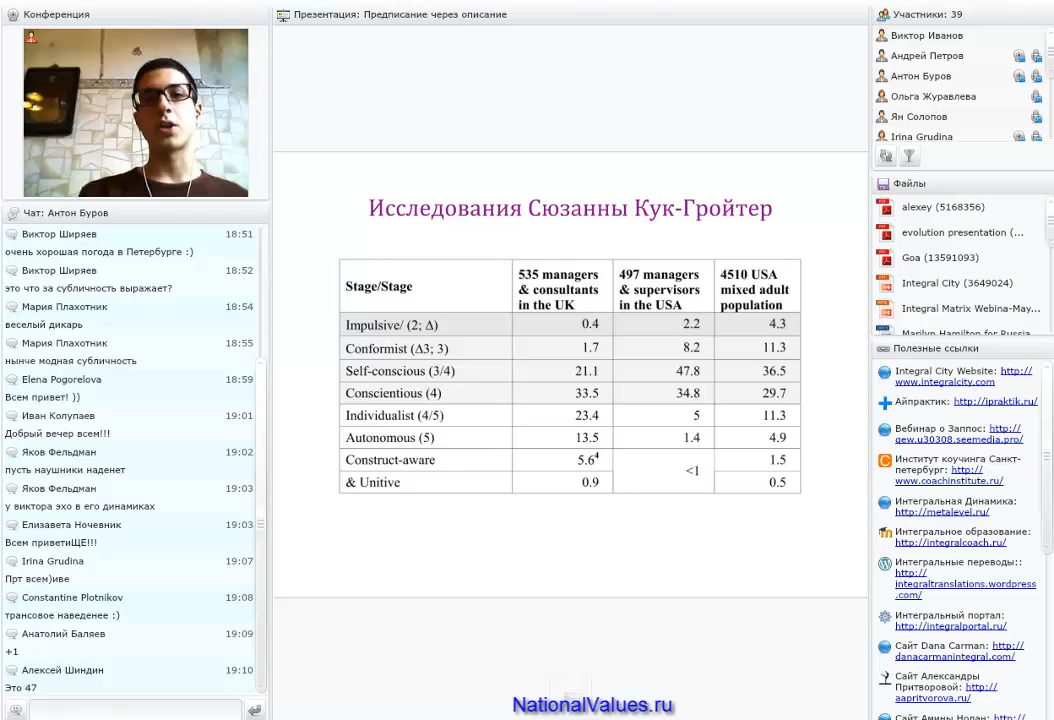 Конференция
Чат: Антон Буров
Виктор Ширяев 18:51
очень хорошая погода в Петербурге :)
Виктор Ширяев 18:52
это что за субличность выражает?
Мария Плахотник 18:54
веселый дикарь
Мария Плахотник 18:55
нынче модная субличность
Elena Pogorelova 18:59
Всем привет! ))
Иван Колупаев 19:01
Добрый вечер всем!!!
Яков Фельдман 19:02
пусть наушники наденет
Яков Фельдман 19:03
у виктора эхо в его динамиках
Елизавета Ночевник 19:03
Всем приветиЩЕ!!!
Irina Grudina 19:07
Прт всем)иве
Constantine Plotnikov 19:08
трансовое наведенее :)
Анатолий Баляев 19:09
+1
Алексей Шиндин 19:10
Это 47
Презентация: Предписание через описание
Исследования Сюзанны Кук-Гройтер
Stage/Stage
535 managers
& consultants
in the UK
497 managers
& supervisors
in the USA
4510 USA
mixed adult
population
Impulsive/ (2; Δ) 0.4 2.2 4.3
Conformist (Δ3; 3) 1.7 8.2 11.3
Self-conscious (3/4) 21.1 47.8 36.5
Conscientious (4) 33.5 34.8 29.7
Individualist (4/5) 23.4 5 11.3
Autonomous (5) 13.5 1.4 4.9
Construct-aware 5.6⁴ <1 1.5
& Unitive 0.9 0.5
NationalValues.ru
Участники: 39
Виктор Иванов
Андрей Петров
Антон Буров
Ольга Журавлева
Ян Солопов
Irina Grudina
Файлы
alexey (5168356)
evolution presentation (...
Goa (13591093)
Integral City (3649024)
Integral Matrix Webina-May...
Marilyn Hamilton for Russia
Полезные ссылки
Integral City Website: http://
www.integralcity.com
Айпрактик: http://ipraktik.ru/
Вебинар о Заппос: http://
qew.u30308.seemedia.pro/
Институт коучинга Санкт-
петербург: http://
www.coachinstitute.ru/
Интегральная Динамика:
http://metalevel.ru/
Интегральное образование:
http://integralcoach.ru/
Интегральные переводы::
http://
integraltranslations.wordpress
.com/
Интегральный портал:
http://integralportal.ru/
Сайт Dana Carman: http://
danacarmanintegral.com/
Сайт Александры
Притворовой: http://
aapritvorova.ru/
Сайт Амины Нолан: http://